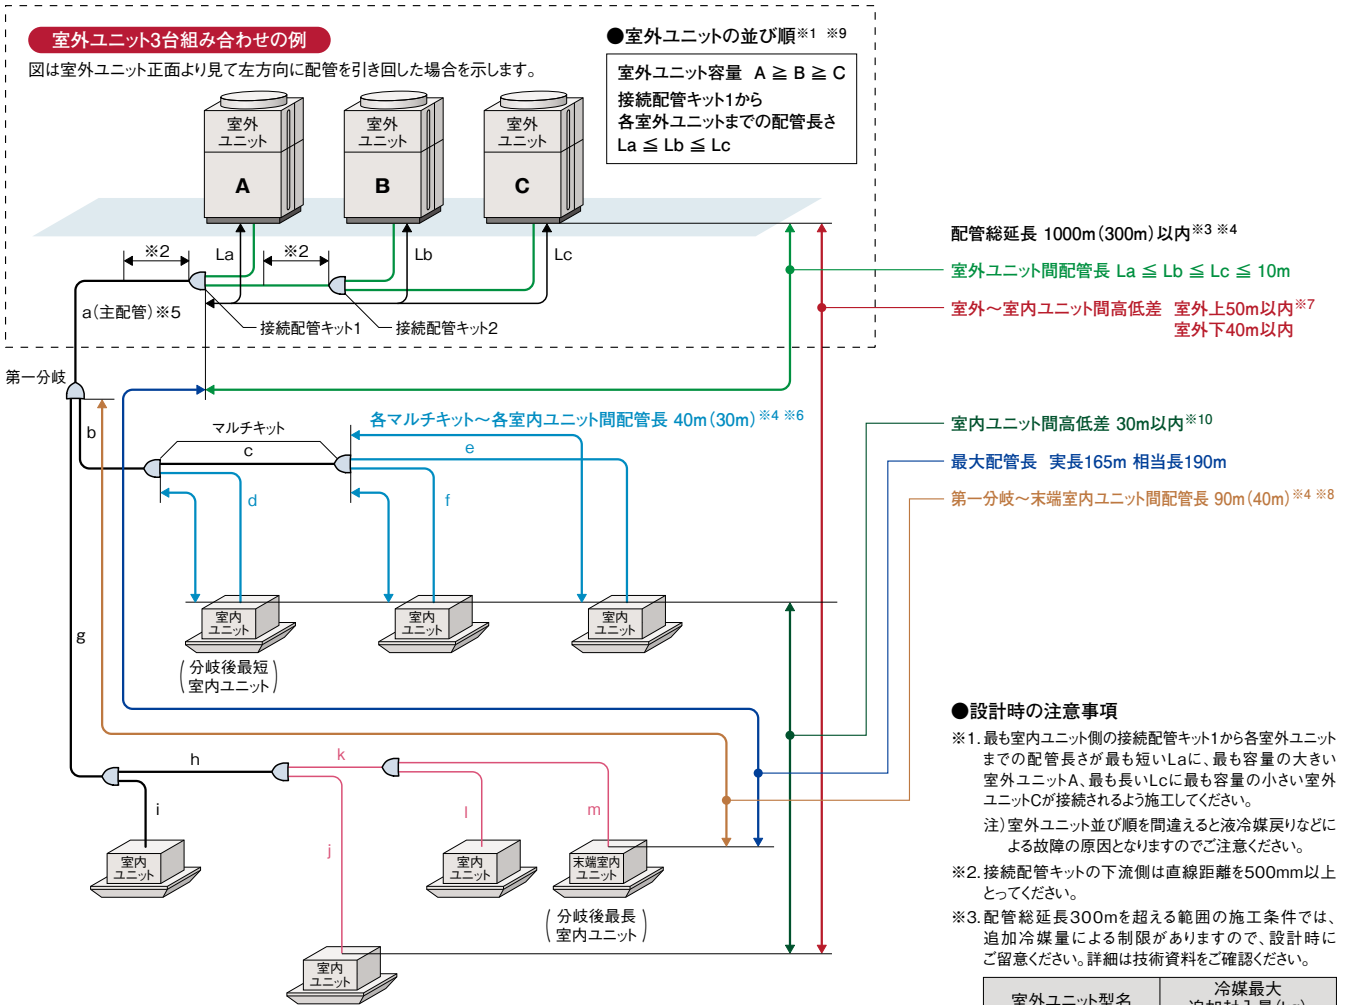 室外ユニット3台組み合わせの例
図は室外ユニット正面より見て左方向に配管を引き回した場合を示します。
●室外ユニットの並び順※1 ※9
室外ユニット容量 A ≧ B ≧ C
接続配管キット1から
各室外ユニットまでの配管長さ
La ≦ Lb ≦ Lc
室外
ユニット
A
室外
ユニット
B
室外
ユニット
C
※2
La
※2
Lb
Lc
a(主配管)※5
接続配管キット1
接続配管キット2
配管総延長 1000m(300m)以内※3 ※4
室外ユニット間配管長 La ≦ Lb ≦ Lc ≦ 10m
室外～室内ユニット間高低差 室外上50m以内※7
室外下40m以内
第一分岐
b
マルチキット
c
各マルチキット～各室内ユニット間配管長 40m(30m)※4 ※6
e
d
f
室内ユニット間高低差 30m以内※10
最大配管長 実長165m 相当長190m
第一分岐～末端室内ユニット間配管長 90m(40m)※4 ※8
室内
ユニット
(分岐後最短
室内ユニット)
室内
ユニット
室内
ユニット
g
h
k
i
j
l
m
室内
ユニット
室内
ユニット
末端室内
ユニット
(分岐後最長
室内ユニット)
室内
ユニット
●設計時の注意事項
※1.最も室内ユニット側の接続配管キット1から各室外ユニット
までの配管長さが最も短いLaに、最も容量の大きい
室外ユニットA、最も長いLcに最も容量の小さい室外
ユニットCが接続されるよう施工してください。
注)室外ユニット並び順を間違えると液冷媒戻りなどに
よる故障の原因となりますのでご注意ください。
※2.接続配管キットの下流側は直線距離を500mm以上
とってください。
※3.配管総延長300mを超える範囲の施工条件では、
追加冷媒量による制限がありますので、設計時に
ご留意ください。詳細は技術資料をご確認ください。
室外ユニット型名
冷媒最大